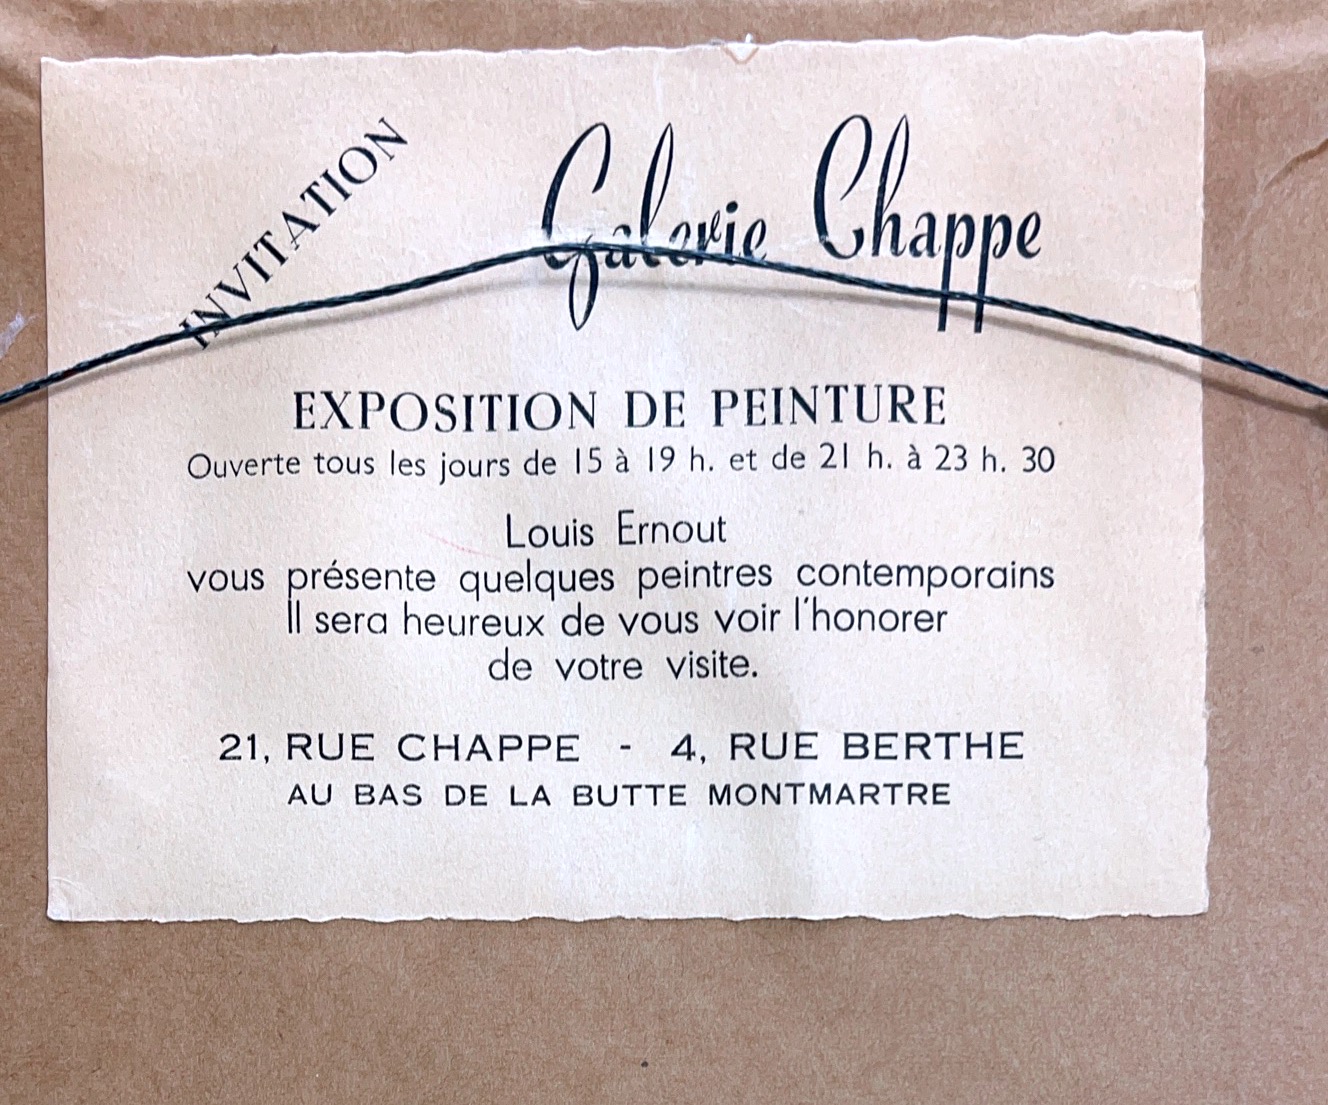 INVITATION
Galerie Chappe
EXPOSITION DE PEINTURE
Ouverte tous les jours de 15 à 19 h. et de 21 h. à 23 h. 30
Louis Ernout
vous présente quelques peintres contemporains
Il sera heureux de vous voir l'honorer
de votre visite.
21, RUE CHAPPE - 4, RUE BERTHE
AU BAS DE LA BUTTE MONTMARTRE